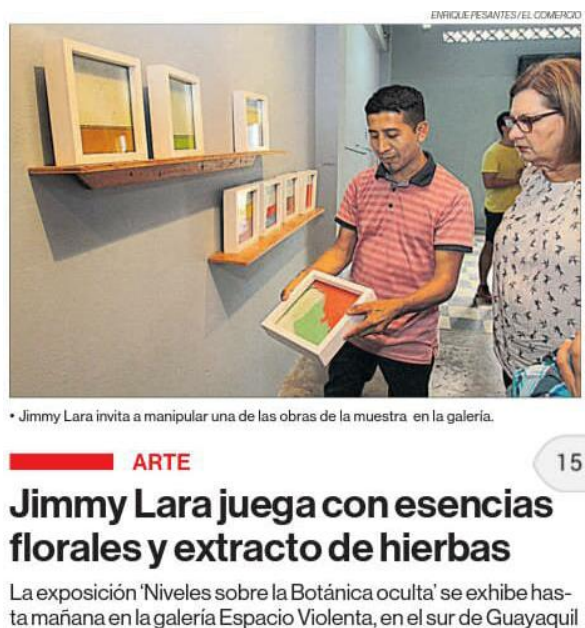 ENRIQUE PESANTES / EL COMERCIO
• Jimmy Lara invita a manipular una de las obras de la muestra en la galería.
ARTE
15
Jimmy Lara juega con esencias
florales y extracto de hierbas
La exposición ‘Niveles sobre la Botánica oculta’ se exhibe has-
ta mañana en la galería Espacio Violenta, en el sur de Guayaquil